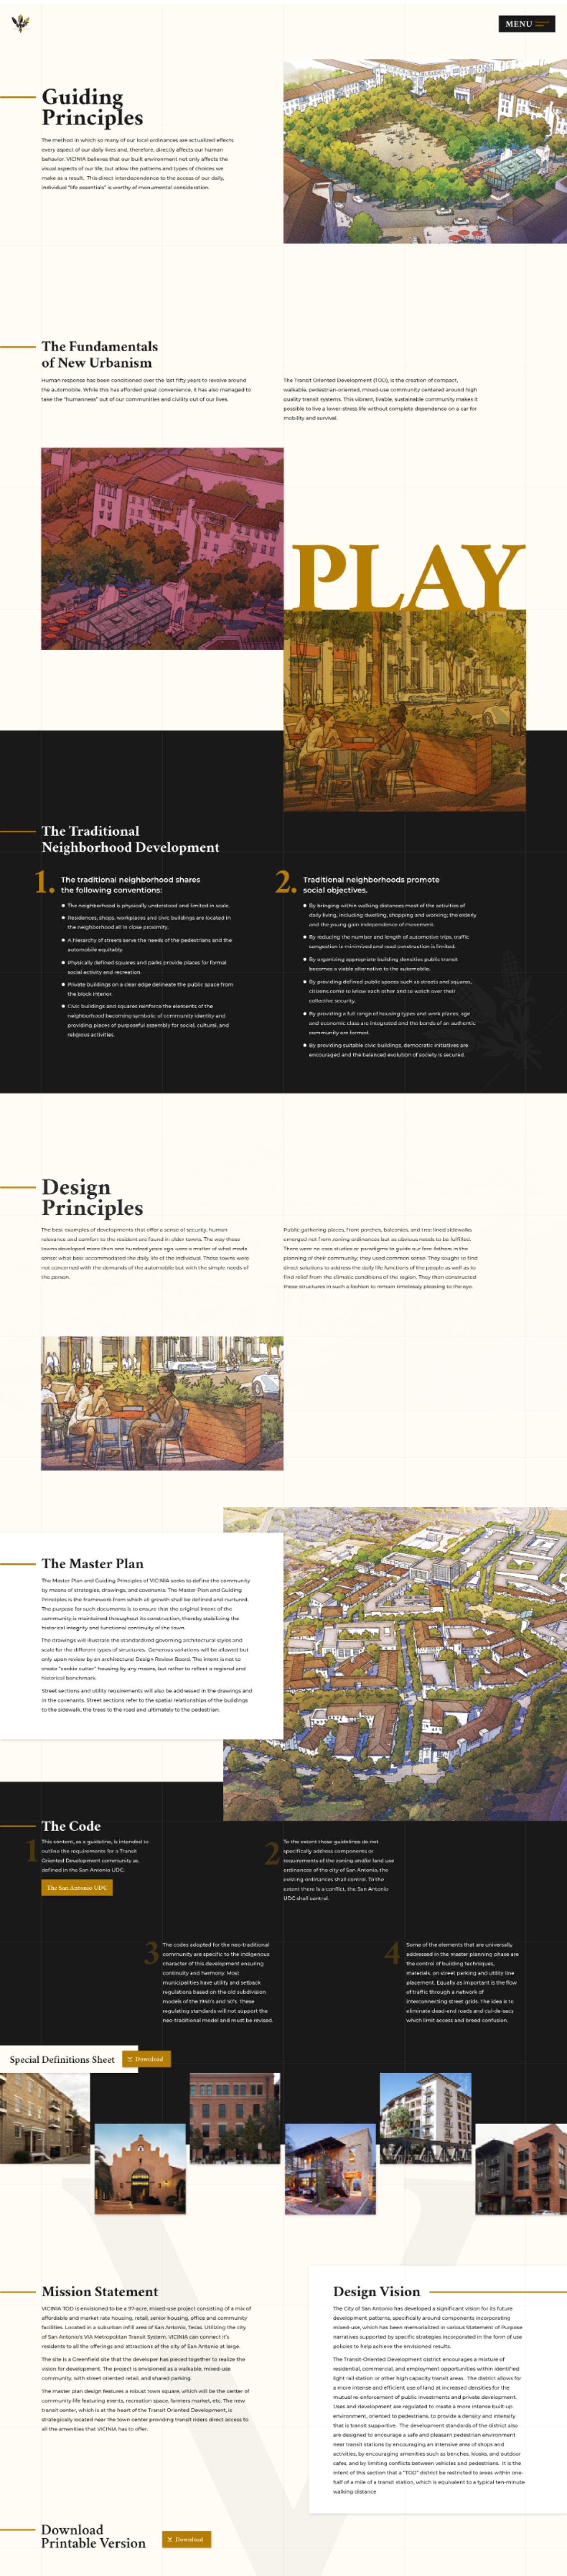 MENU
Guiding
Principles
The method in which so many of our local ordinances are actualized effects
every aspect of our daily lives and, therefore, directly affects our human
behavior. VICINIA believes that our built environment not only affects the
visual aspects of our life, but allow the patterns and types of choices we
make as a result. This direct interdependence to the access of our daily,
individual "life essentials" is worthy of monumental consideration.
The Fundamentals
of New Urbanism
Human response has been conditioned over the last fifty years to revolve around
the automobile. While this has afforded great convenience, it has also managed to
take the "humanness" out of our communities and civility out of our lives.
The Transit Oriented Development (TOD), is the creation of compact,
walkable, pedestrian-oriented, mixed-use community centered around high
quality transit systems. This vibrant, livable, sustainable community makes it
possible to live a lower-stress life without complete dependence on a car for
mobility and survival.
PLAY
The Traditional
Neighborhood Development
1.
The traditional neighborhood shares
the following conventions:
The neighborhood is physically understood and limited in scale.
Residences, shops, workplaces and civic buildings are located in
the neighborhood all in close proximity.
A hierarchy of streets serve the needs of the pedestrians and the
automobile equitably.
Physically defined squares and parks provide places for formal
social activity and recreation.
Private buildings on a clear edge delineate the public space from
the block interior.
Civic buildings and squares reinforce the elements of the
neighborhood becoming symbolic of community identity and
providing places of purposeful assembly for social, cultural, and
religious activities.
2.
Traditional neighborhoods promote
social objectives.
By bringing within walking distances most of the activities of
daily living, including dwelling, shopping and working; the elderly
and the young gain independence of movement.
By reducing the number and length of automotive trips, traffic
congestion is minimized and road construction is limited.
By organizing appropriate building densities public transit
becomes a viable alternative to the automobile.
By providing defined public spaces such as streets and squares,
citizens come to know each other and to watch over their
collective security.
By providing a full range of housing types and work places, age
and economic class are integrated and the bonds of an authentic
community are formed.
By providing suitable civic buildings, democratic initiatives are
encouraged and the balanced evolution of society is secured.
Design
Principles
The best examples of developments that offer a sense of security, human
relevance and comfort to the resident are found in older towns. The way these
towns developed more than one hundred years ago were a matter of what made
sense: what best accommodated the daily life of the individual. These towns were
not concerned with the demands of the automobile but with the simple needs of
the person.
Public gathering places, front porches, balconies, and tree lined sidewalks
emerged not from zoning ordinances but as obvious needs to be fulfilled.
There were no case studies or paradigms to guide our fore-fathers in the
planning of their community; they used common sense. They sought to find
direct solutions to address the daily life functions of the people as well as to
find relief from the climatic conditions of the region. They then constructed
these structures in such a fashion to remain timelessly pleasing to the eye.
The Master Plan
The Master Plan and Guiding Principles of VICINIA seeks to define the community
by means of strategies, drawings, and covenants. The Master Plan and Guiding
Principles is the framework from which all growth shall be defined and nurtured.
The purpose for such documents is to ensure that the original intent of the
community is maintained throughout its construction, thereby stabilizing the
historical integrity and functional continuity of the town.
The drawings will illustrate the standardized governing architectural styles and
scale for the different types of structures. Generous variations will be allowed but
only upon review by an architectural Design Review Board. The intent is not to
create "cookie cutter" housing by any means, but rather to reflect a regional and
historical benchmark.
Street sections and utility requirements will also be addressed in the drawings and
in the covenants. Street sections refer to the spatial relationships of the buildings
to the sidewalk, the trees to the road and ultimately to the pedestrian.
The Code
1
This content, as a guideline, is intended to
outline the requirements for a Transit
Oriented Development community as
defined in the San Antonio UDC.
The San Antonio UDC
2
To the extent these guidelines do not
specifically address components or
requirements of the zoning and/or land use
ordinances of the city of San Antonio, the
existing ordinances shall control. To the
extent there is a conflict, the San Antonio
UDC shall control.
3
The codes adopted for the neo-traditional
community are specific to the indigenous
character of this development ensuring
continuity and harmony. Most
municipalities have utility and setback
regulations based on the old subdivision
models of the 1940's and 50's. These
regulating standards will not support the
neo-traditional model and must be revised.
4
Some of the elements that are universally
addressed in the master planning phase are
the control of building techniques,
materials, on street parking and utility line
placement. Equally as important is the flow
of traffic through a network of
interconnecting street grids. The idea is to
eliminate dead-end roads and cul-de-sacs
which limit access and breed confusion.
Special Definitions Sheet
Download
Mission Statement
VICINIA TOD is envisioned to be a 97-acre, mixed-use project consisting of a mix of
affordable and market rate housing, retail, senior housing, office and community
facilities. Located in a suburban infill area of San Antonio, Texas. Utilizing the city
of San Antonio's VIA Metropolitan Transit System, VICINIA can connect it's
residents to all the offerings and attractions of the city of San Antonio at large.
The site is a Greenfield site that the developer has pieced together to realize the
vision for development. The project is envisioned as a walkable, mixed-use
community, with street oriented retail, and shared parking.
The master plan design features a robust town square, which will be the center of
community life featuring events, recreation space, farmers market, etc. The new
transit center, which is at the heart of the Transit Oriented Development, is
strategically located near the town center providing transit riders direct access to
all the amenities that VICINIA has to offer.
Design Vision
The City of San Antonio has developed a significant vision for its future
development patterns, specifically around components incorporating
mixed-use, which has been memorialized in various Statement of Purpose
narratives supported by specific strategies incorporated in the form of use
policies to help achieve the envisioned results.
The Transit-Oriented Development district encourages a mixture of
residential, commercial, and employment opportunities within identified
light rail station or other high capacity transit areas. The district allows for
a more intense and efficient use of land at increased densities for the
mutual re-enforcement of public investments and private development.
Uses and development are regulated to create a more intense built-up
environment, oriented to pedestrians, to provide a density and intensity
that is transit supportive. The development standards of the district also
are designed to encourage a safe and pleasant pedestrian environment
near transit stations by encouraging an intensive area of shops and
activities, by encouraging amenities such as benches, kiosks, and outdoor
cafes, and by limiting conflicts between vehicles and pedestrians. It is the
intent of this section that a "TOD" district be restricted to areas within one-
half of a mile of a transit station, which is equivalent to a typical ten-minute
walking distance
Download
Printable Version
Download